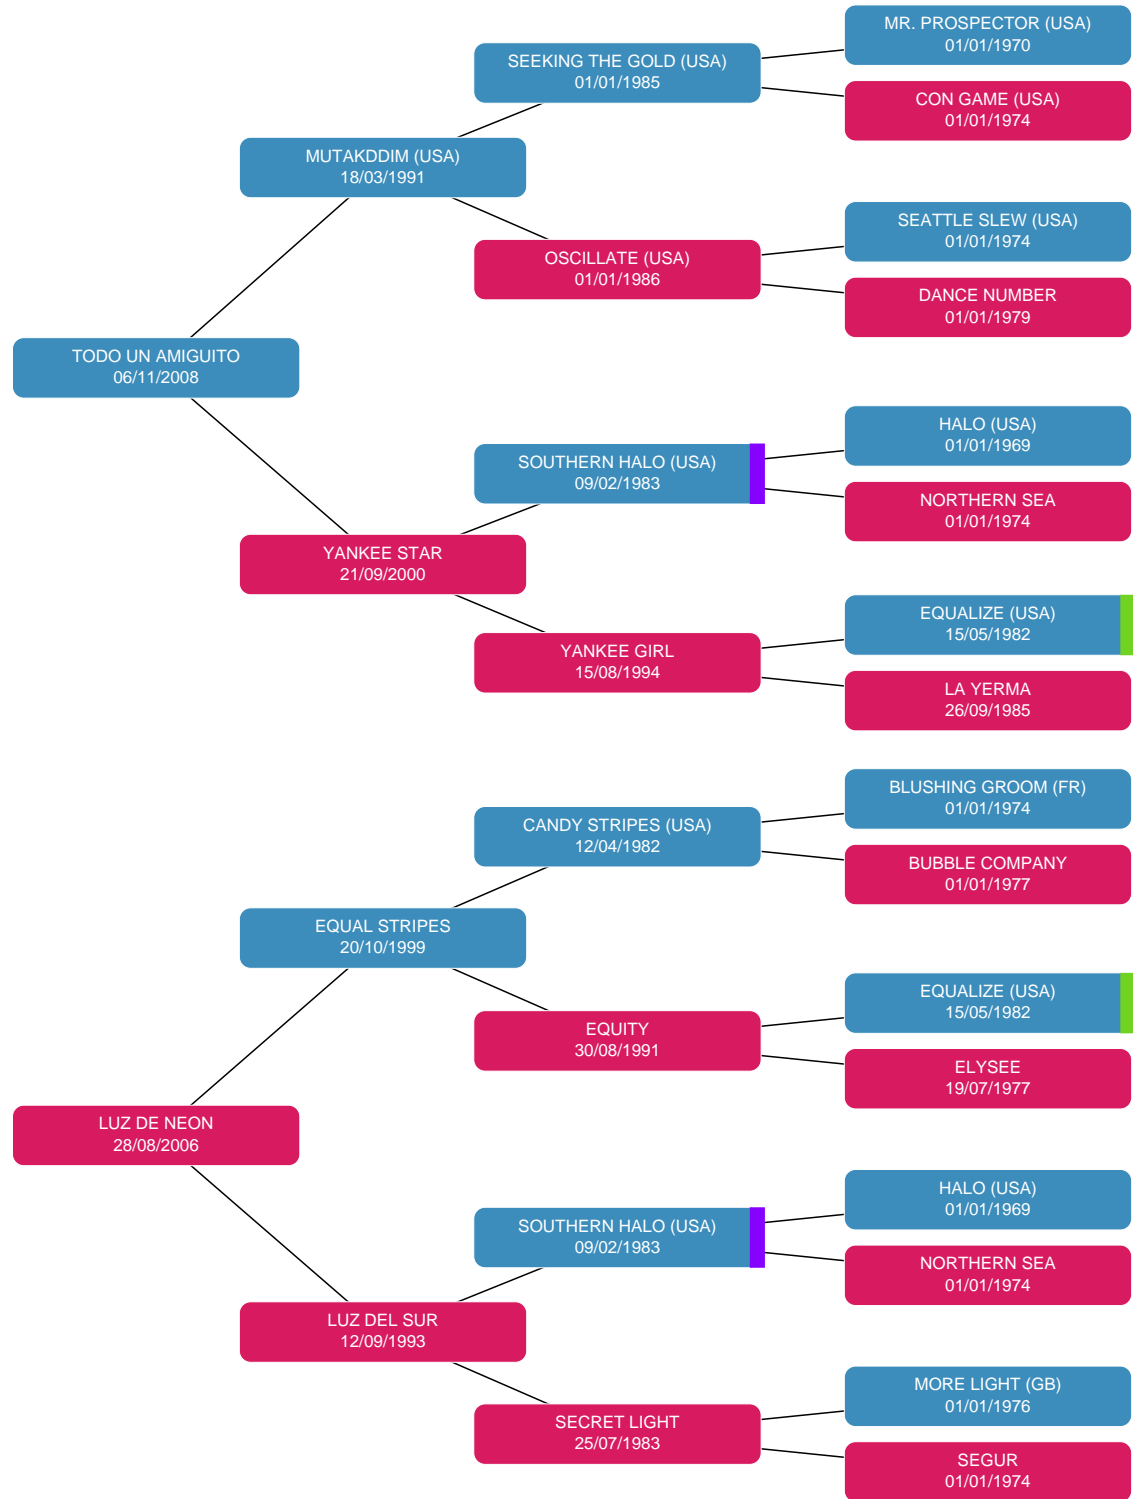 MR. PROSPECTOR (USA)
01/01/1970
SEEKING THE GOLD (USA)
01/01/1985
CON GAME (USA)
01/01/1974
MUTAKDDIM (USA)
18/03/1991
SEATTLE SLEW (USA)
01/01/1974
OSCILLATE (USA)
01/01/1986
DANCE NUMBER
01/01/1979
TODO UN AMIGUITO
06/11/2008
HALO (USA)
01/01/1969
SOUTHERN HALO (USA)
09/02/1983
NORTHERN SEA
01/01/1974
YANKEE STAR
21/09/2000
EQUALIZE (USA)
15/05/1982
YANKEE GIRL
15/08/1994
LA YERMA
26/09/1985
BLUSHING GROOM (FR)
01/01/1974
CANDY STRIPES (USA)
12/04/1982
BUBBLE COMPANY
01/01/1977
EQUAL STRIPES
20/10/1999
EQUALIZE (USA)
15/05/1982
EQUITY
30/08/1991
ELYSEE
19/07/1977
LUZ DE NEON
28/08/2006
HALO (USA)
01/01/1969
SOUTHERN HALO (USA)
09/02/1983
NORTHERN SEA
01/01/1974
LUZ DEL SUR
12/09/1993
MORE LIGHT (GB)
01/01/1976
SECRET LIGHT
25/07/1983
SEGUR
01/01/1974